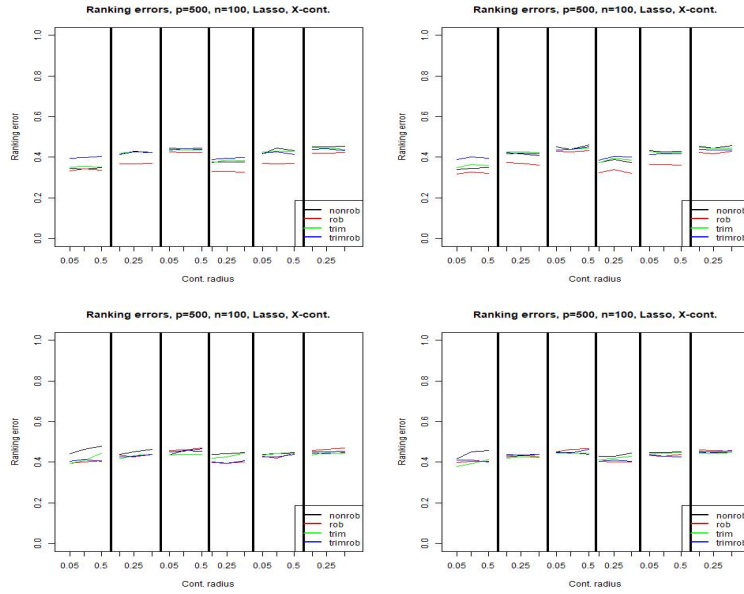 Ranking errors, p=500, n=100, Lasso, X-cont.
Ranking error
1.0
0.8
0.6
0.4
0.2
0.0
nonrob
rob
trim
trimrob
0.05 0.5 0.25 0.05 0.5 0.25 0.05 0.5 0.25
Cont. radius
Ranking errors, p=500, n=100, Lasso, X-cont.
Ranking error
1.0
0.8
0.6
0.4
0.2
0.0
nonrob
rob
trim
trimrob
0.05 0.5 0.25 0.05 0.5 0.25 0.05 0.5 0.25
Cont. radius
Ranking errors, p=500, n=100, Lasso, X-cont.
Ranking error
1.0
0.8
0.6
0.4
0.2
0.0
nonrob
rob
trim
trimrob
0.05 0.5 0.25 0.05 0.5 0.25 0.05 0.5 0.25
Cont. radius
Ranking errors, p=500, n=100, Lasso, X-cont.
Ranking error
1.0
0.8
0.6
0.4
0.2
0.0
nonrob
rob
trim
trimrob
0.05 0.5 0.25 0.05 0.5 0.25 0.05 0.5 0.25
Cont. radius